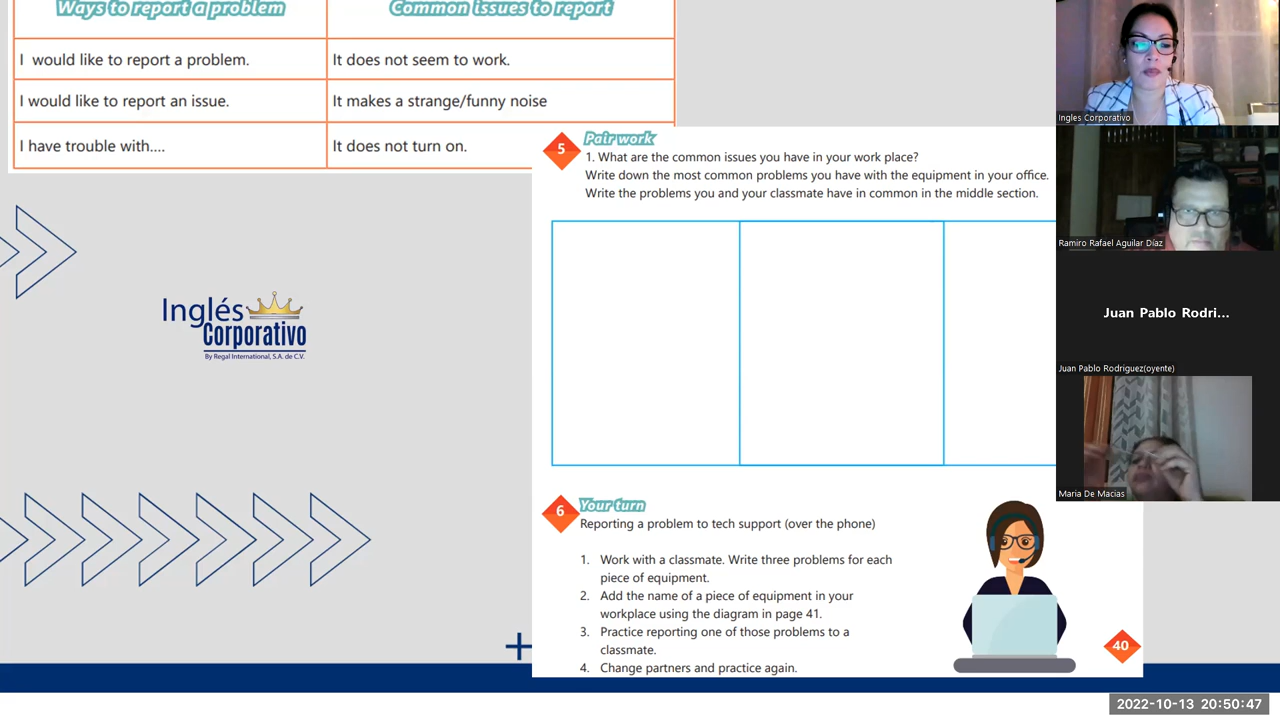 Ways to report a problem
Common issues to report
I would like to report a problem.
It does not seem to work.
I would like to report an issue.
It makes a strange/funny noise
I have trouble with....
It does not turn on.
5
Pair work
1. What are the common issues you have in your work place?
Write down the most common problems you have with the equipment in your office.
Write the problems you and your classmate have in common in the middle section.
Inglés
Corporativo
By Regal International, S.A. de C.V.
6
Your turn
Reporting a problem to tech support (over the phone)
1. Work with a classmate. Write three problems for each
piece of equipment.
2. Add the name of a piece of equipment in your
workplace using the diagram in page 41.
3. Practice reporting one of those problems to a
classmate.
4. Change partners and practice again.
40
Ingles Corporativo
Ramiro Rafael Aguilar Díaz
Juan Pablo Rodri...
Juan Pablo Rodriguez(oyente)
Maria De Macias
2022-10-13 20:50:47